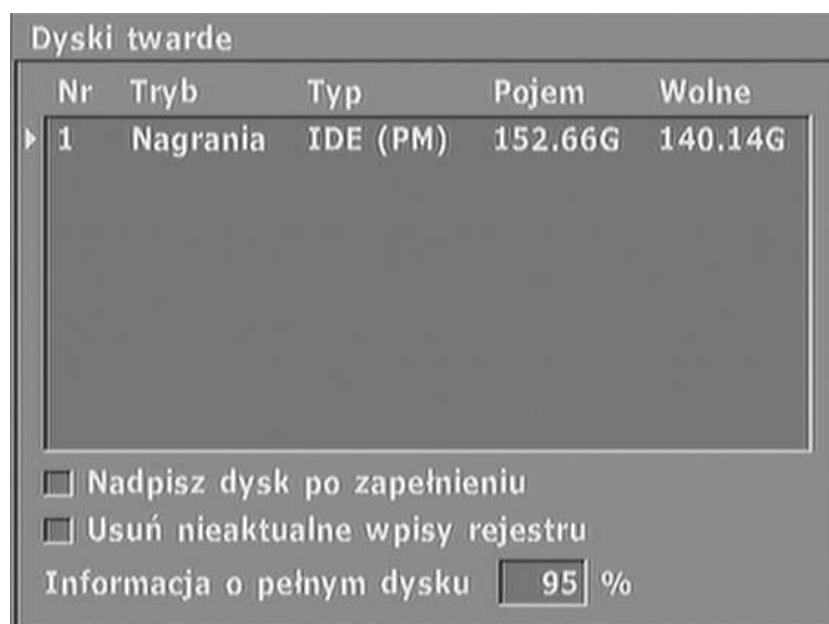 Dyski twarde
Nr Tryb Typ Pojem Wolne
1 Nagrania IDE (PM) 152.66G 140.14G
Nadpisz dysk po zapełnieniu
Usuń nieaktualne wpisy rejestru
Informacja o pełnym dysku 95 %